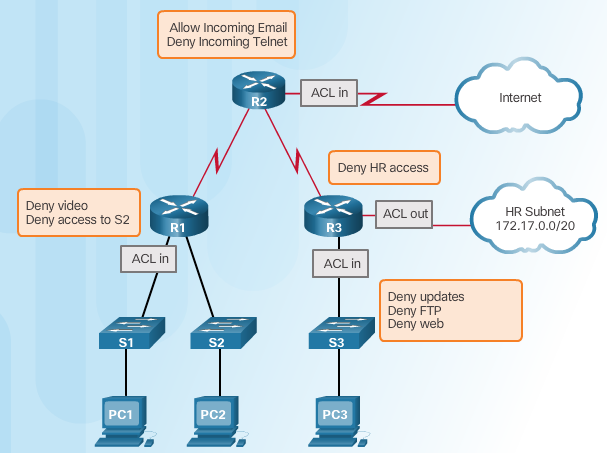 Allow Incoming Email
Deny Incoming Telnet
R2
ACL in
Internet
Deny HR access
Deny video
Deny access to S2
R1
R3
ACL out
HR Subnet
172.17.0.0/20
ACL in
ACL in
Deny updates
Deny FTP
Deny web
S1
S2
S3
PC1
PC2
PC3